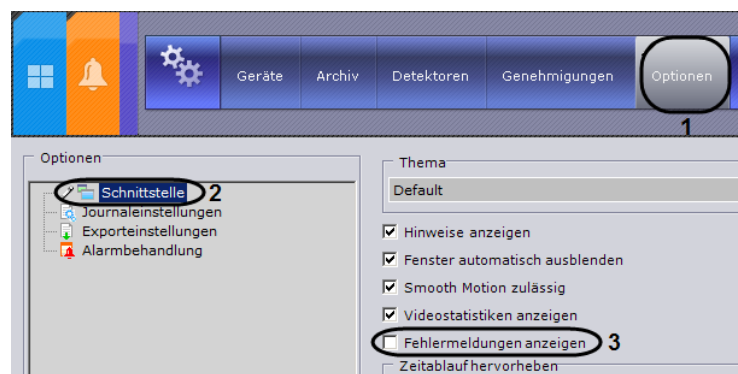 Geräte Archiv Detektoren Genehmigungen Optionen
1
Optionen
Schnittstelle 2
Journaleinstellungen
Exporteinstellungen
Alarmbehandlung
Thema
Default
Hinweise anzeigen
Fenster automatisch ausblenden
Smooth Motion zulässig
Videostatistiken anzeigen
Fehlermeldungen anzeigen 3
Zeitablauf hervorheben